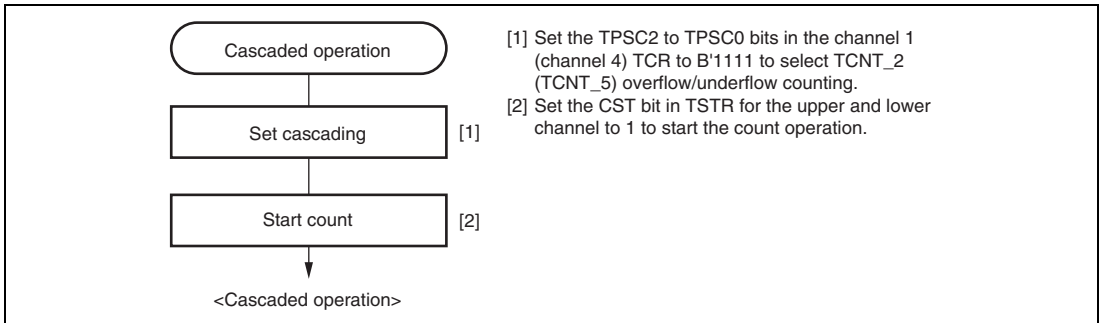 Cascaded operation
Set cascading [1]
Start count [2]
<Cascaded operation>
[1] Set the TPSC2 to TPSC0 bits in the channel 1
(channel 4) TCR to B'1111 to select TCNT_2
(TCNT_5) overflow/underflow counting.
[2] Set the CST bit in TSTR for the upper and lower
channel to 1 to start the count operation.